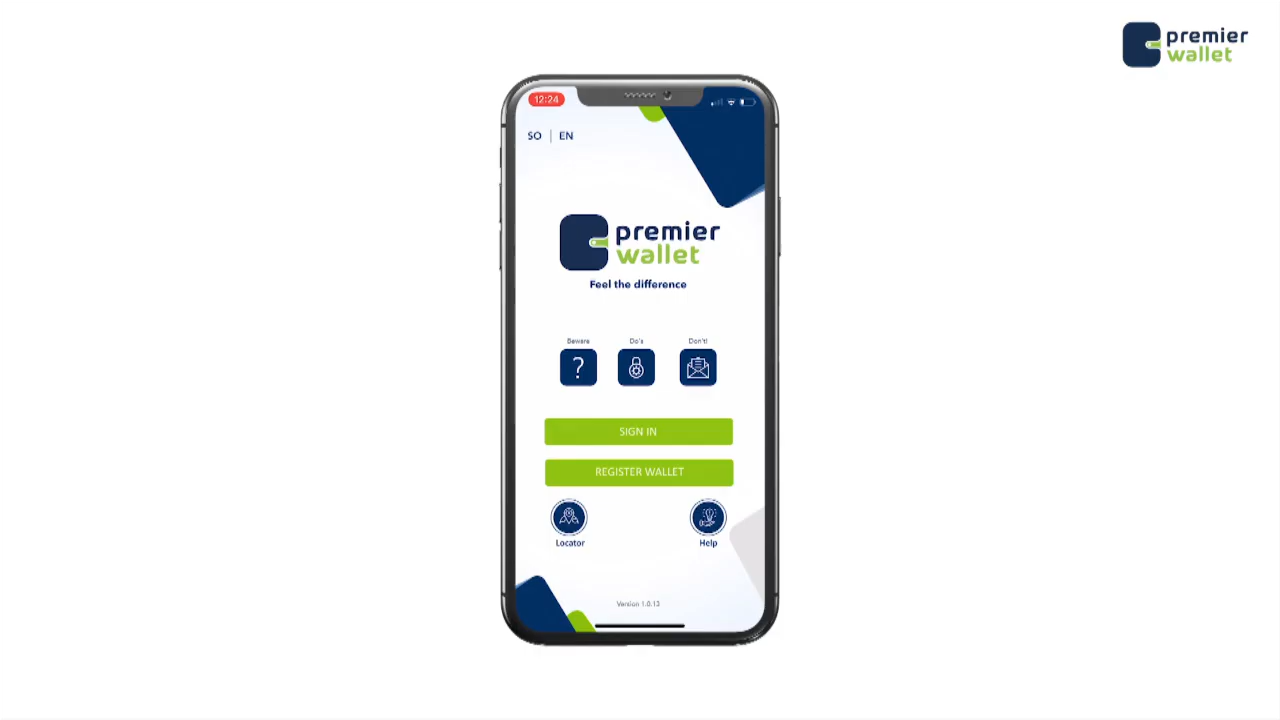 premier
wallet
12:24
SO | EN
premier
wallet
Feel the difference
Beware
Do's
Don't!
SIGN IN
REGISTER WALLET
Locator
Help
Version 1.0.13